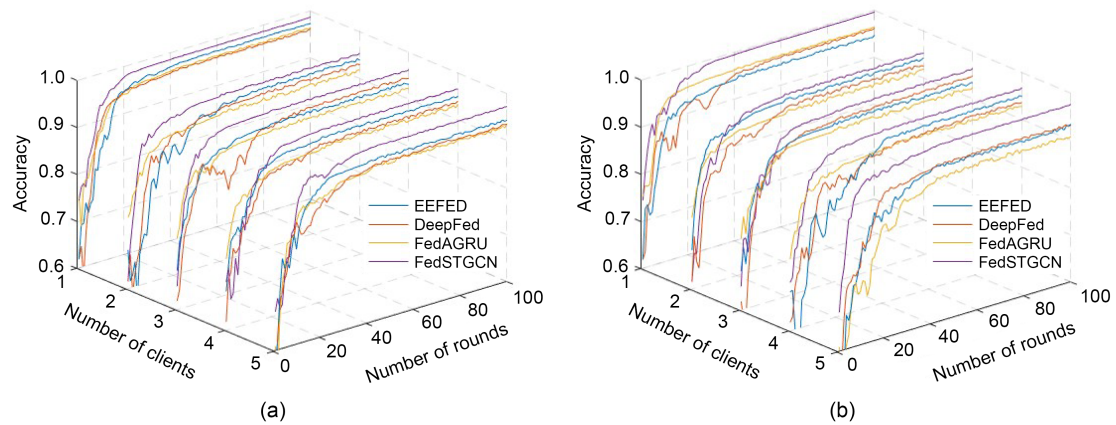 1.0
0.9
0.8
0.7
0.6
Accuracy
1
2
3
4
5
Number of clients
0
20
40
60
80
100
Number of rounds
EEFED
DeepFed
FedAGRU
FedSTGCN
(a)
1.0
0.9
0.8
0.7
0.6
Accuracy
1
2
3
4
5
Number of clients
0
20
40
60
80
100
Number of rounds
EEFED
DeepFed
FedAGRU
FedSTGCN
(b)